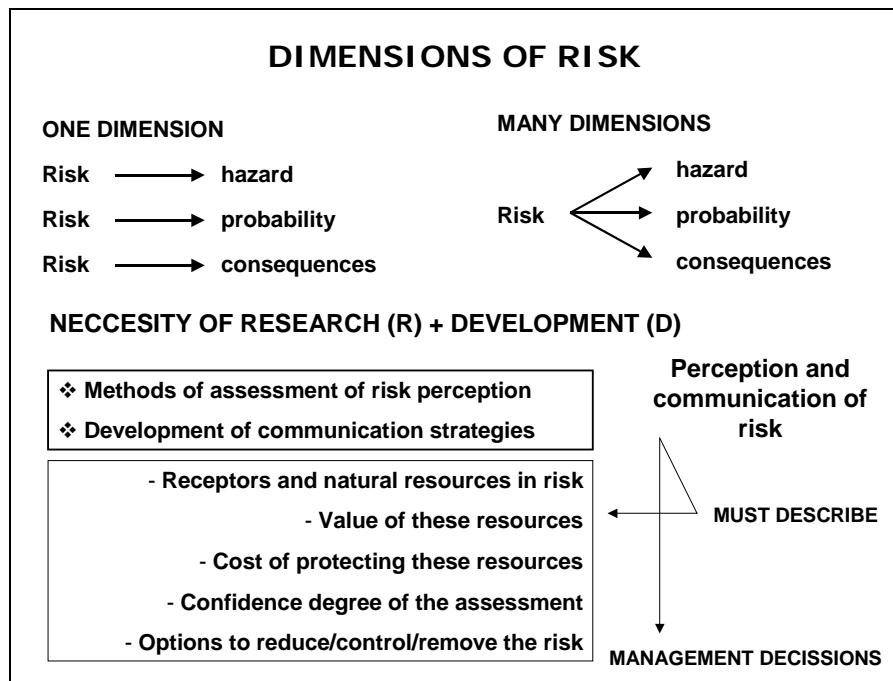 DIMENSIONS OF RISK
ONE DIMENSION
Risk hazard
Risk probability
Risk consequences
MANY DIMENSIONS
hazard
Risk probability
consequences
NECCESITY OF RESEARCH (R) + DEVELOPMENT (D)
❖ Methods of assessment of risk perception
❖ Development of communication strategies
- Receptors and natural resources in risk
- Value of these resources
- Cost of protecting these resources
- Confidence degree of the assessment
- Options to reduce/control/remove the risk
Perception and
communication of
risk
MUST DESCRIBE
MANAGEMENT DECISSIONS